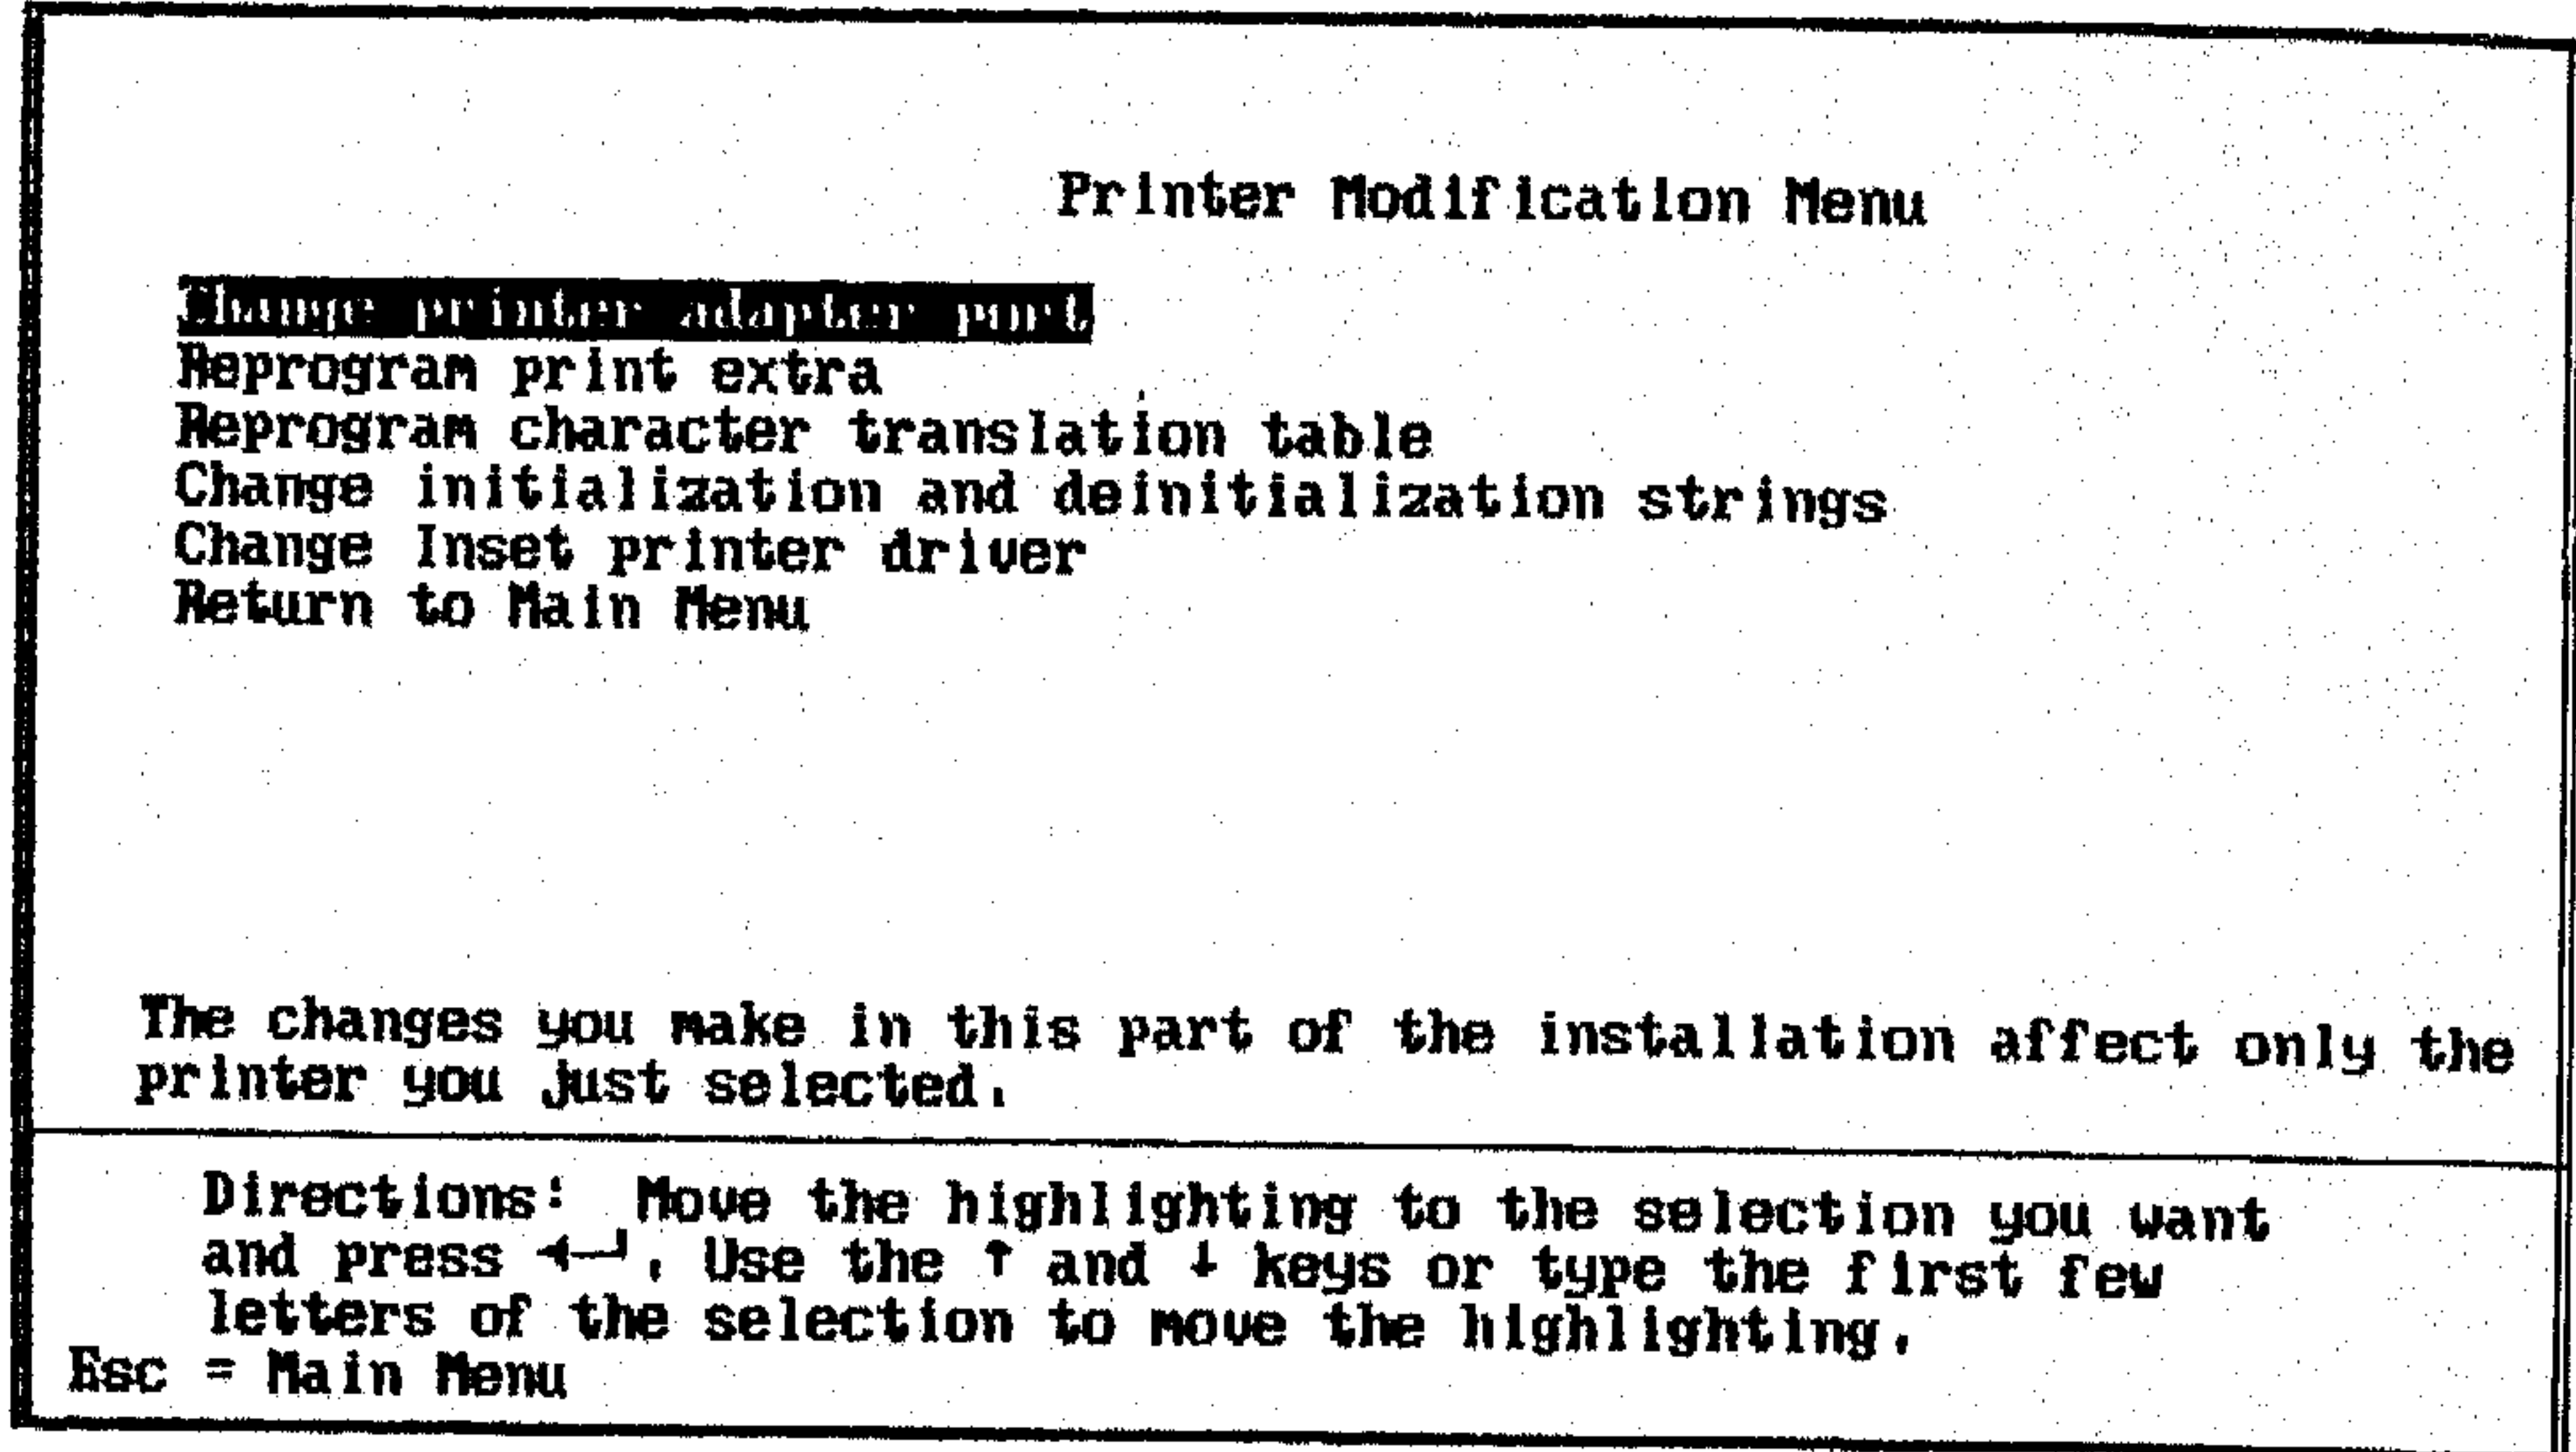 Printer Modification Menu
Change printer adapter port
Reprogram print extra
Reprogram character translation table
Change initialization and deinitialization strings
Change Inset printer driver
Return to Main Menu
The changes you make in this part of the installation affect only the
printer you just selected.
Directions:  Move the highlighting to the selection you want
and press ◄─┘. Use the ↑ and ↓ keys or type the first few
letters of the selection to move the highlighting.
Esc = Main Menu